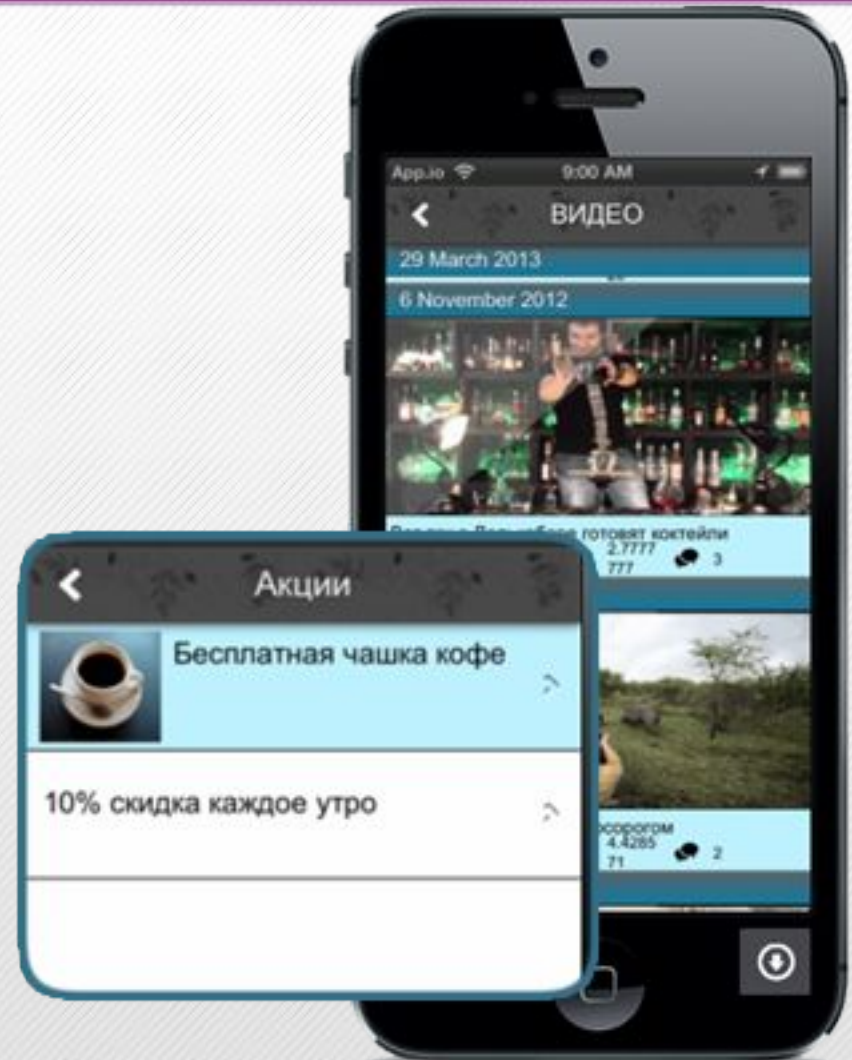 App.io 9:00 AM
ВИДЕО
29 March 2013
6 November 2012
готовят коктейли
2.7777
777
3
Акции
Бесплатная чашка кофе
10% скидка каждое утро
4.4285
71
2